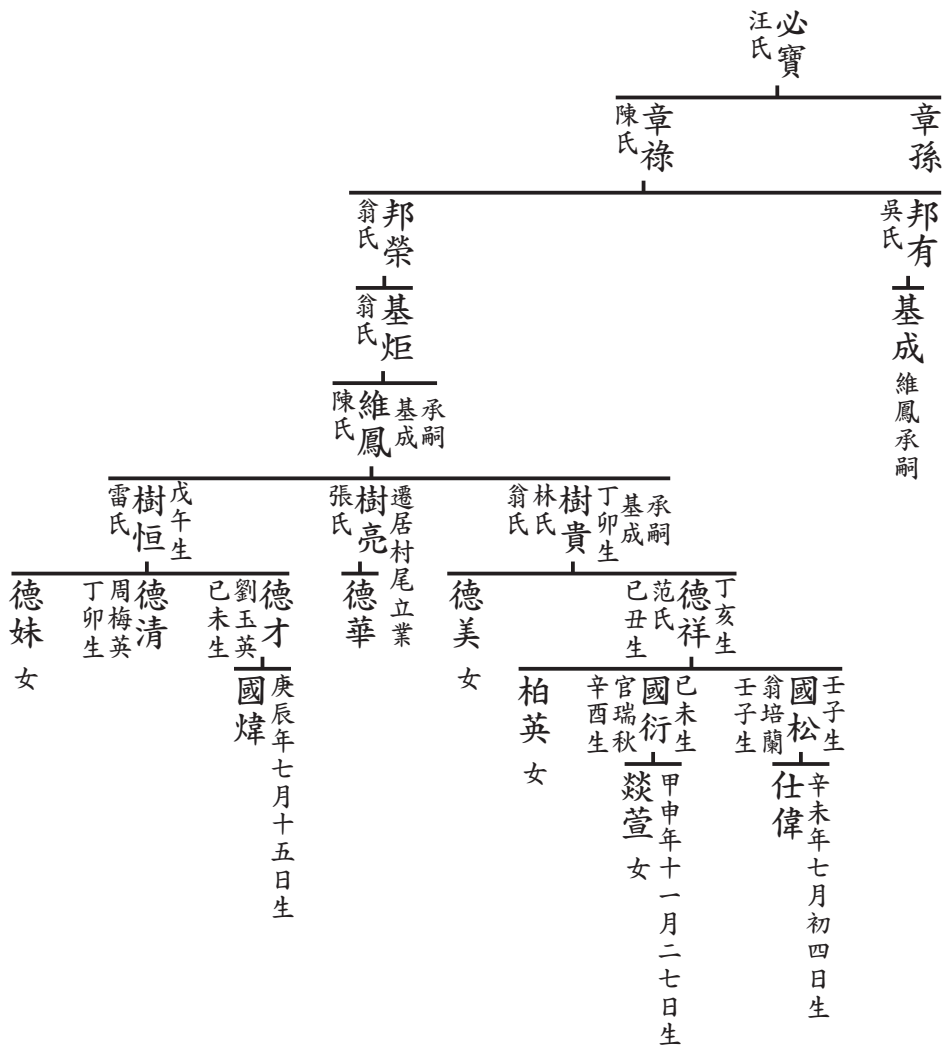 必寶
汪氏
章孫
章祿
陳氏
邦有
吳氏
邦榮
翁氏
基成
維鳳承嗣
基炬
翁氏
承嗣
基成
維鳳
陳氏
承嗣
基成
丁卯生
樹貴
林氏
翁氏
遷居村尾立業
樹亮
張氏
戊午生
樹恒
雷氏
丁亥生
德祥
范氏
己丑生
德美
女
德華
德才
劉玉英
已未生
德清
周梅英
丁卯生
德妹
女
壬子生
國松
翁培蘭
壬子生
已未生
國衍
官瑞秋
辛酉生
柏英
女
庚辰年七月十五日生
國煒
辛未年七月初四日生
仕偉
甲申年十一月二七日生
燚萱
女